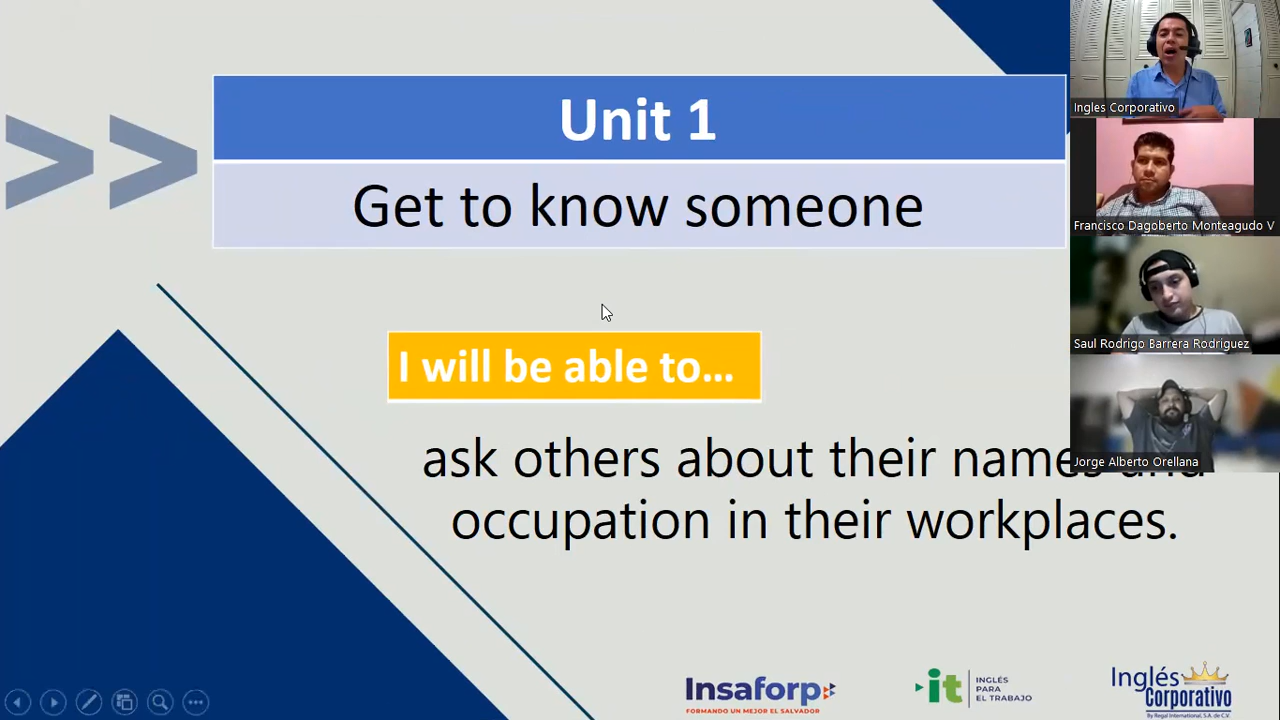 Unit 1
Get to know someone
I will be able to...
ask others about their names and
occupation in their workplaces.
Ingles Corporativo
Francisco Dagoberto Monteagudo V
Saul Rodrigo Barrera Rodriguez
Jorge Alberto Orellana
Insaforp
FORMANDO UN MEJOR EL SALVADOR
it
INGLÉS
PARA
EL TRABAJO
Inglés
Corporativo
By Regal International, S.A. de C.V.